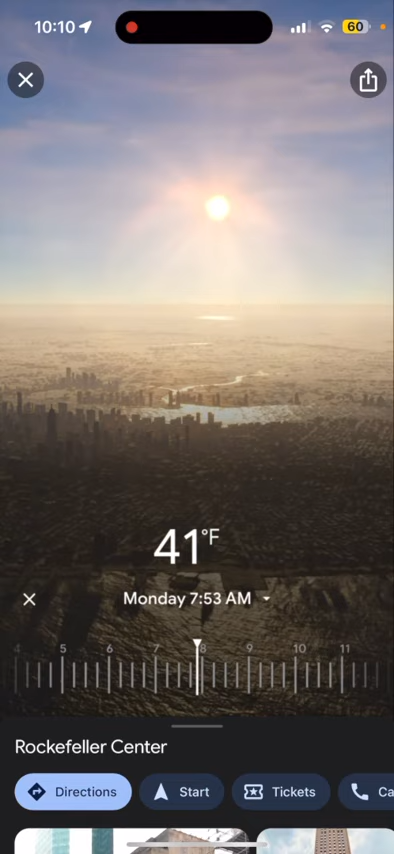 10:10
60
41°F
Monday 7:53 AM
4 5 6 7 8 9 10 11
Rockefeller Center
Directions
Start
Tickets
Ca